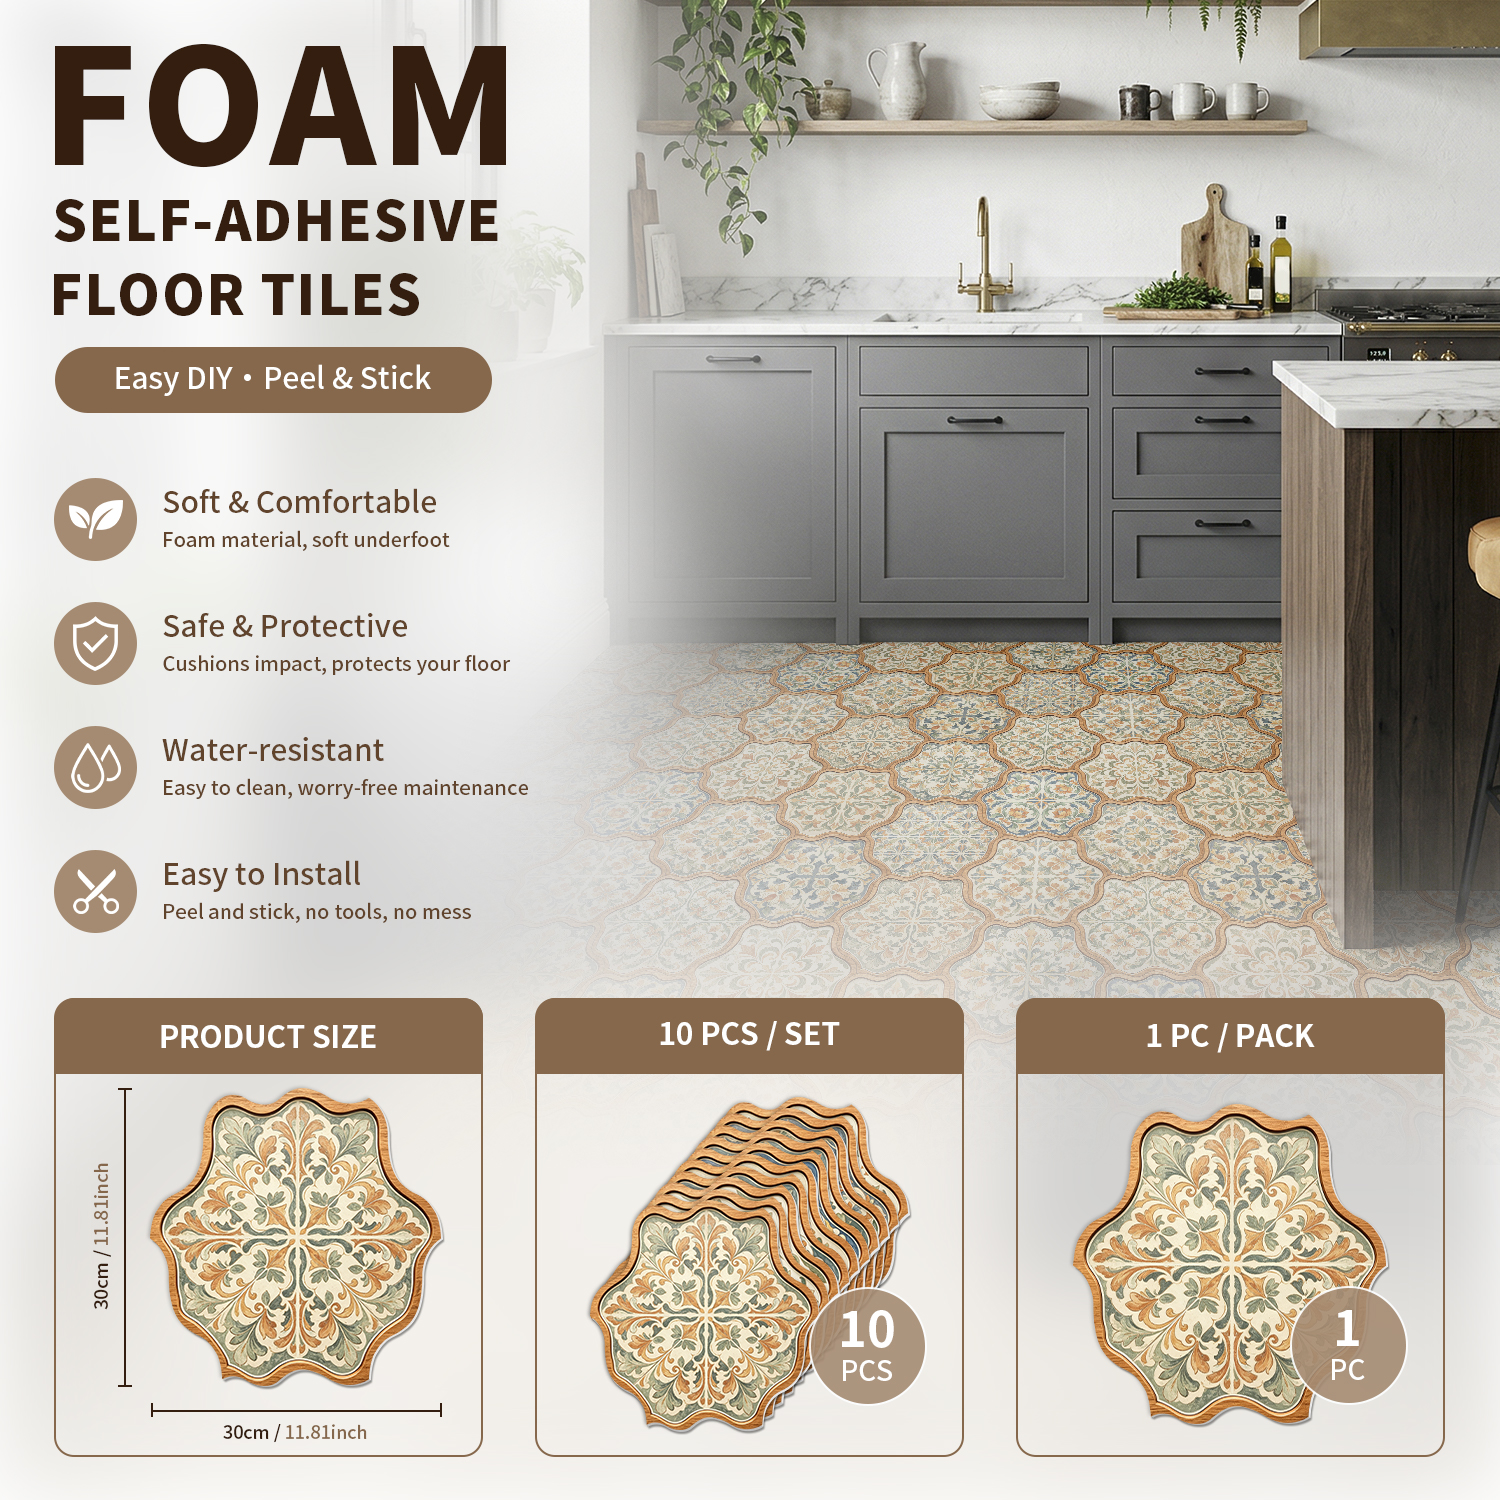 FOAM
SELF-ADHESIVE
FLOOR TILES
Easy DIY • Peel & Stick
Soft & Comfortable
Foam material, soft underfoot
Safe & Protective
Cushions impact, protects your floor
Water-resistant
Easy to clean, worry-free maintenance
Easy to Install
Peel and stick, no tools, no mess
PRODUCT SIZE
30cm / 11.81inch
30cm / 11.81inch
10 PCS / SET
10
PCS
1 PC / PACK
1
PC